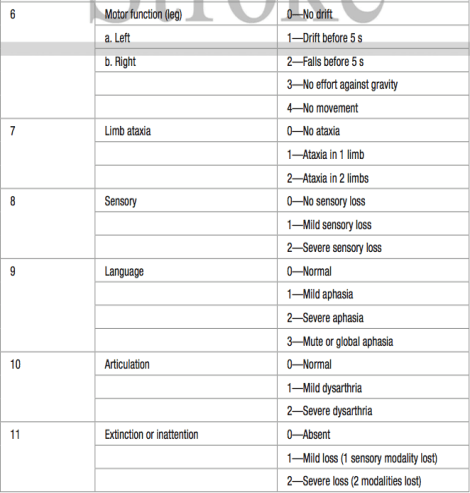 Stroke
6 Motor function (leg) 0—No drift
a. Left 1—Drift before 5 s
b. Right 2—Falls before 5 s
3—No effort against gravity
4—No movement
7 Limb ataxia 0—No ataxia
1—Ataxia in 1 limb
2—Ataxia in 2 limbs
8 Sensory 0—No sensory loss
1—Mild sensory loss
2—Severe sensory loss
9 Language 0—Normal
1—Mild aphasia
2—Severe aphasia
3—Mute or global aphasia
10 Articulation 0—Normal
1—Mild dysarthria
2—Severe dysarthria
11 Extinction or inattention 0—Absent
1—Mild loss (1 sensory modality lost)
2—Severe loss (2 modalities lost)